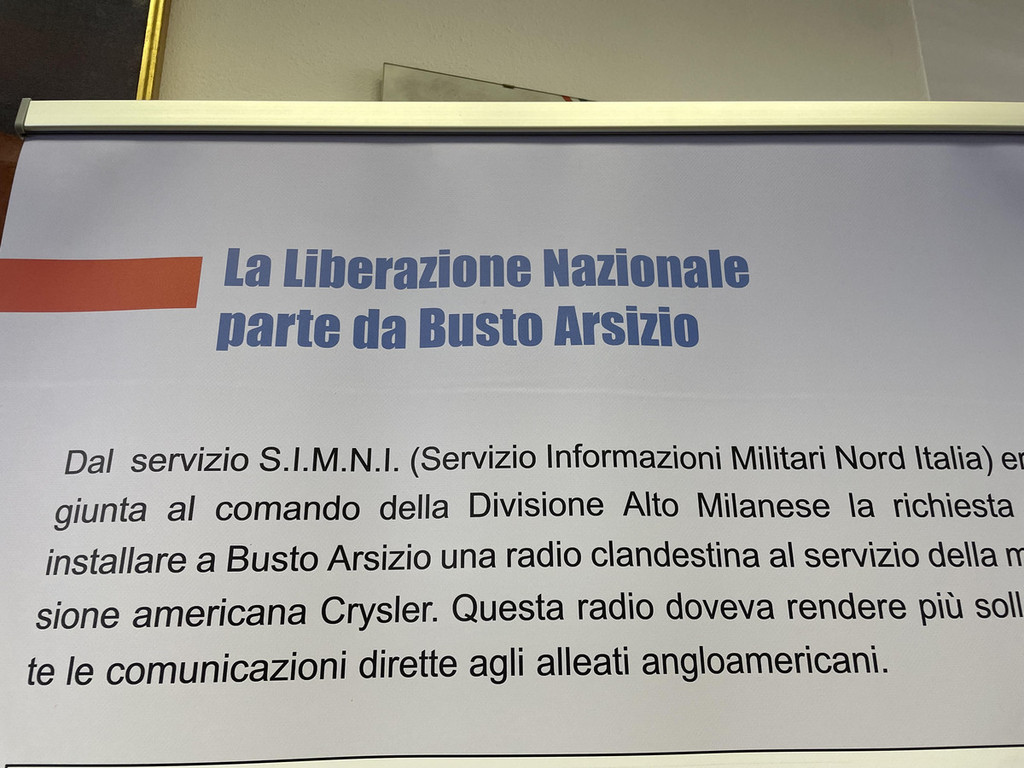 La Liberazione Nazionale
parte da Busto Arsizio
Dal servizio S.I.M.N.I. (Servizio Informazioni Militari Nord Italia)
giunta al comando della Divisione Alto Milanese la richiesta
installare a Busto Arsizio una radio clandestina al servizio della
sione americana Crysler. Questa radio doveva rendere più
te le comunicazioni dirette agli alleati angloamericani.